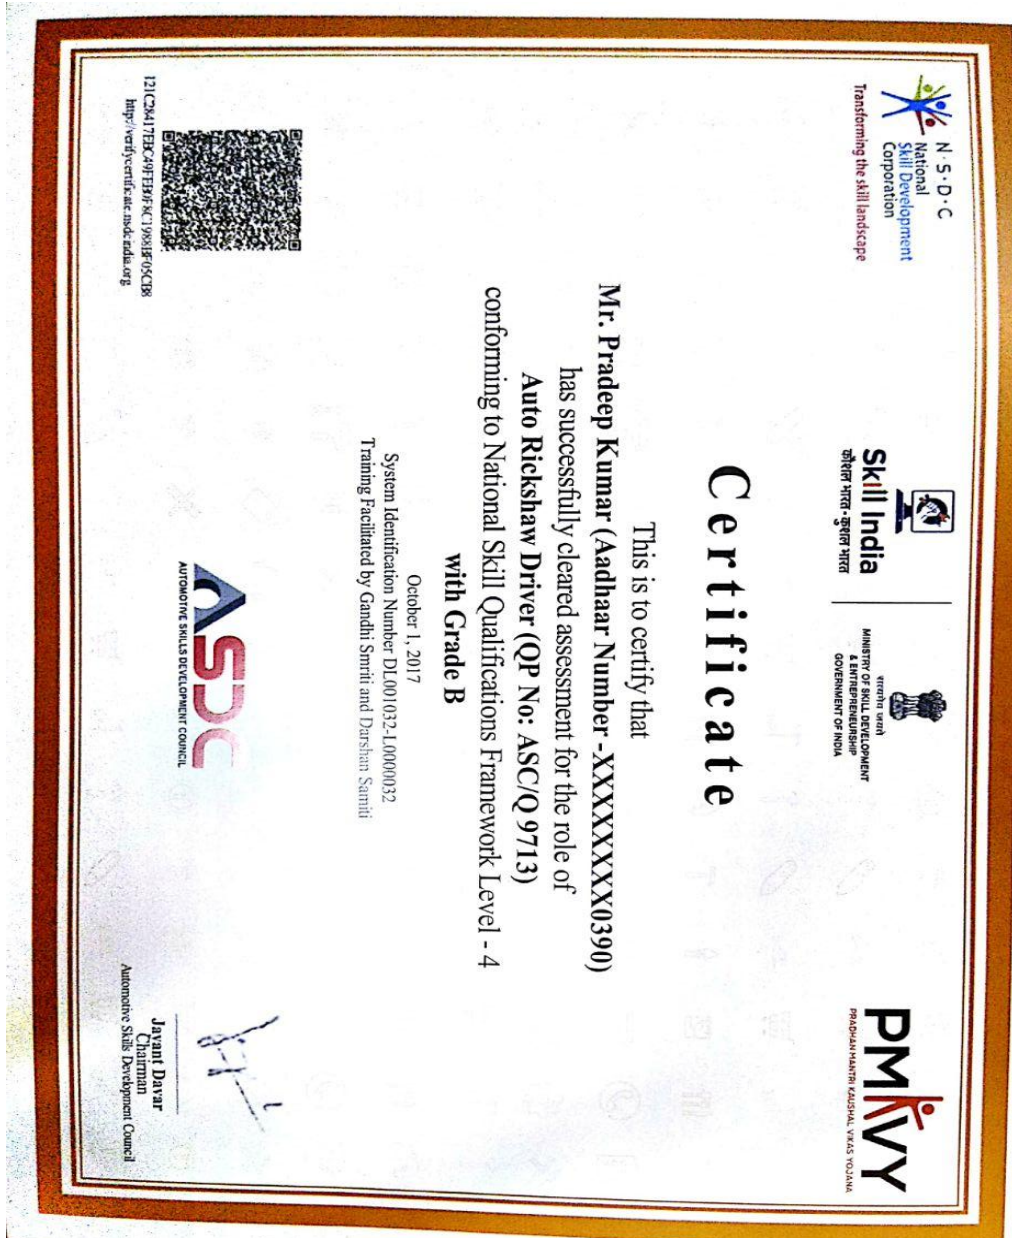 N·S·D·C
National
Skill Development
Corporation
Transforming the skill landscape
Skill India
कौशल भारत - कुशल भारत
सत्यमेव जयते
MINISTRY OF SKILL DEVELOPMENT
& ENTREPRENEURSHIP
GOVERNMENT OF INDIA
PMKVY
PRADHAN MANTRI KAUSHAL VIKAS YOJANA
Certificate
This is to certify that
Mr. Pradeep Kumar (Aadhaar Number -XXXXXXXX0390)
has successfully cleared assessment for the role of
Auto Rickshaw Driver (QP No: ASC/Q 9713)
conforming to National Skill Qualifications Framework Level - 4
with Grade B
October 1, 2017
System Identification Number DL001032-L0000032
Training Facilitated by Gandhi Smriti and Darshan Samiti
http://verifycertificate.nsdcindia.org
ASDC
AUTOMOTIVE SKILLS DEVELOPMENT COUNCIL
Javant Davar
Chairman
Automotive Skills Development Council